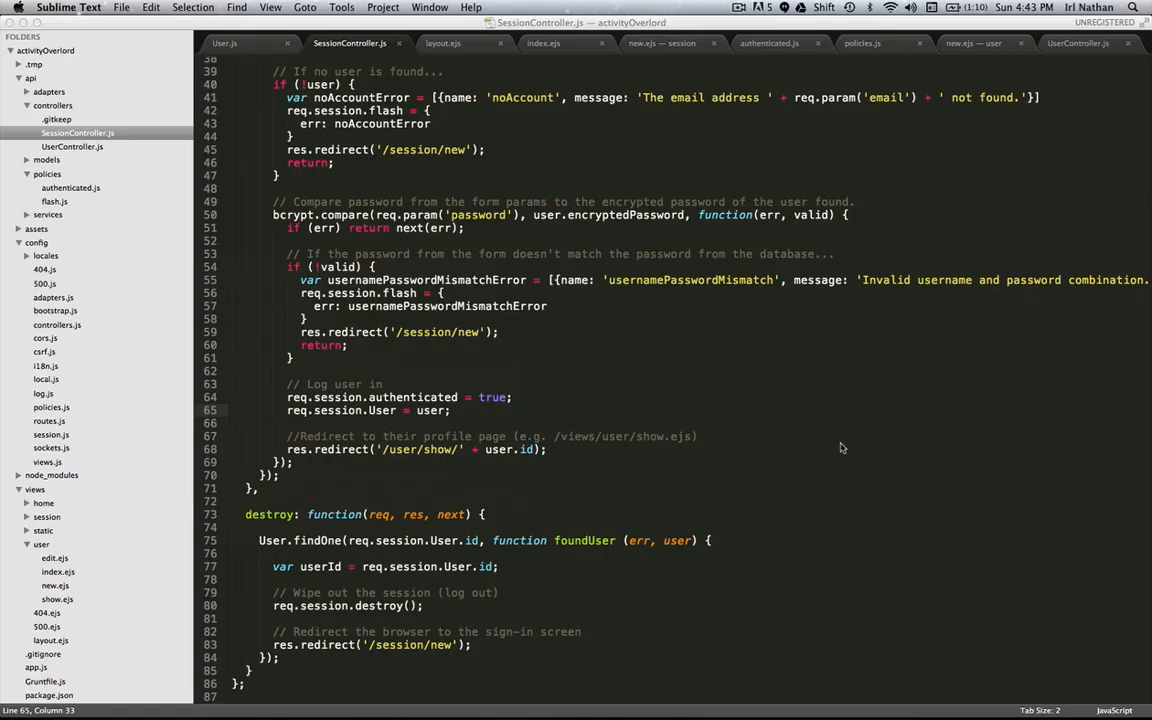 Sublime Text File Edit Selection Find View Goto Tools Project Window Help 5 Shift (1:10) Sun 4:43 PM Irl Nathan
SessionController.js — activityOverlord UNREGISTERED
FOLDERS
activityOverlord
.tmp
api
adapters
controllers
.gitkeep
SessionController.js
UserController.js
models
policies
authenticated.js
flash.js
services
assets
config
locales
404.js
500.js
adapters.js
bootstrap.js
controllers.js
cors.js
csrf.js
i18n.js
local.js
log.js
policies.js
routes.js
session.js
sockets.js
views.js
node_modules
views
home
session
static
user
edit.ejs
index.ejs
new.ejs
show.ejs
404.ejs
500.ejs
layout.ejs
.gitignore
app.js
Gruntfile.js
package.json
User.js × SessionController.js × layout.ejs × index.ejs × new.ejs — session × authenticated.js × policies.js × new.ejs — user × UserController.js ×
38
39 // If no user is found...
40 if (!user) {
41 var noAccountError = [{name: 'noAccount', message: 'The email address ' + req.param('email') + ' not found.'}]
42 req.session.flash = {
43 err: noAccountError
44 }
45 res.redirect('/session/new');
46 return;
47 }
48
49 // Compare password from the form params to the encrypted password of the user found.
50 bcrypt.compare(req.param('password'), user.encryptedPassword, function(err, valid) {
51 if (err) return next(err);
52
53 // If the password from the form doesn't match the password from the database...
54 if (!valid) {
55 var usernamePasswordMismatchError = [{name: 'usernamePasswordMismatch', message: 'Invalid username and password combination.
56 req.session.flash = {
57 err: usernamePasswordMismatchError
58 }
59 res.redirect('/session/new');
60 return;
61 }
62
63 // Log user in
64 req.session.authenticated = true;
65 req.session.User = user;
66
67 //Redirect to their profile page (e.g. /views/user/show.ejs)
68 res.redirect('/user/show/' + user.id);
69 });
70 });
71 },
72
73 destroy: function(req, res, next) {
74
75 User.findOne(req.session.User.id, function foundUser (err, user) {
76
77 var userId = req.session.User.id;
78
79 // Wipe out the session (log out)
80 req.session.destroy();
81
82 // Redirect the browser to the sign-in screen
83 res.redirect('/session/new');
84 });
85 }
86 };
87
Line 65, Column 33 Tab Size: 2 JavaScript